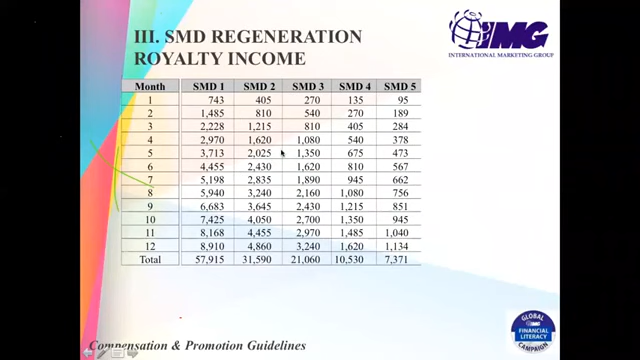 III. SMD REGENERATION
ROYALTY INCOME
IMG
INTERNATIONAL MARKETING GROUP
Month SMD 1 SMD 2 SMD 3 SMD 4 SMD 5
1 743 405 270 135 95
2 1,485 810 540 270 189
3 2,228 1,215 810 405 284
4 2,970 1,620 1,080 540 378
5 3,713 2,025 1,350 675 473
6 4,455 2,430 1,620 810 567
7 5,198 2,835 1,890 945 662
8 5,940 3,240 2,160 1,080 756
9 6,683 3,645 2,430 1,215 851
10 7,425 4,050 2,700 1,350 945
11 8,168 4,455 2,970 1,485 1,040
12 8,910 4,860 3,240 1,620 1,134
Total 57,915 31,590 21,060 10,530 7,371
Compensation & Promotion Guidelines
GLOBAL
IMG
FINANCIAL
LITERACY
CAMPAIGN